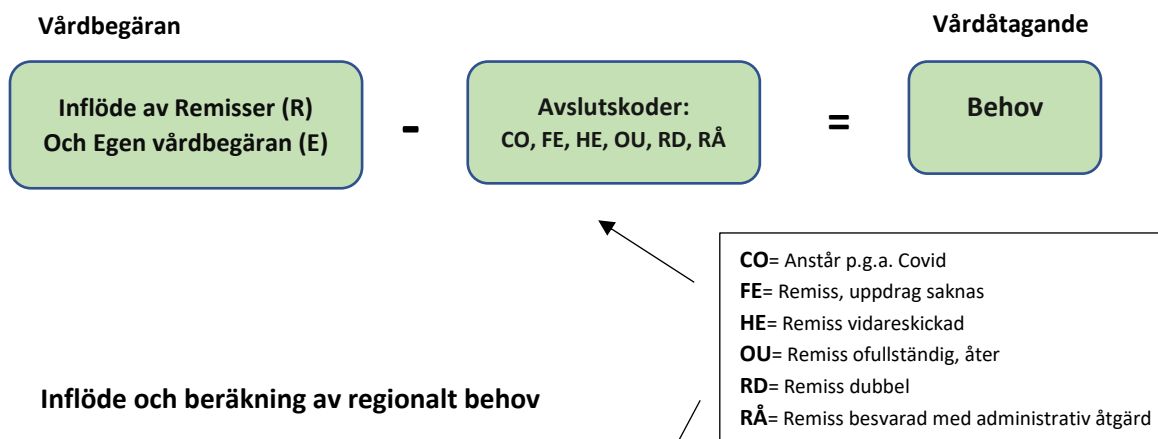 Vårdbegäran
Vårdåtagande
Inflöde av Remisser (R)
Och Egen vårdbegäran (E)
-
Avslutskoder:
CO, FE, HE, OU, RD, RÅ
=
Behov
CO= Anstår p.g.a. Covid
FE= Remiss, uppdrag saknas
HE= Remiss vidareskickad
OU= Remiss ofullständig, åter
RD= Remiss dubbel
RÅ= Remiss besvarad med administrativ åtgärd
Inflöde och beräkning av regionalt behov